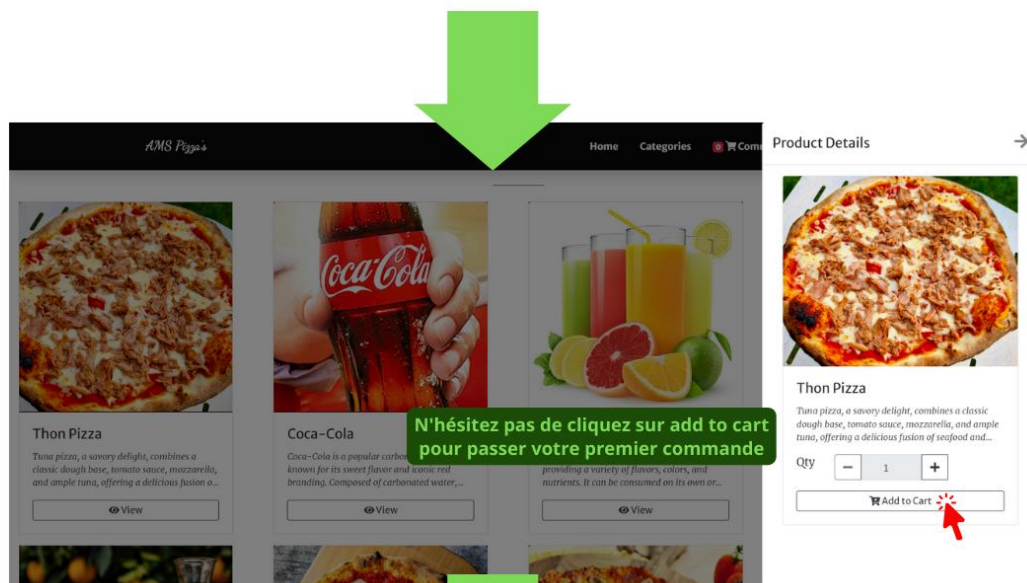 AMS Pizza's
Home Categories 0 Com
Product Details
Coca-Cola
Thon Pizza
Tuna pizza, a savory delight, combines a
classic dough base, tomato sauce, mozzarella,
and ample tuna, offering a delicious fusion o...
View
Coca-Cola
Coca-Cola is a popular carbon
known for its sweet flavor and iconic red
branding. Composed of carbonated water,...
View
providing a variety of flavors, colors, and
nutrients. It can be consumed on its own or...
View
N'hésitez pas de cliquez sur add to cart
pour passer votre premier commande
Thon Pizza
Tuna pizza, a savory delight, combines a classic
dough base, tomato sauce, mozzarella, and ample
tuna, offering a delicious fusion of seafood and...
Qty − 1 +
Add to Cart